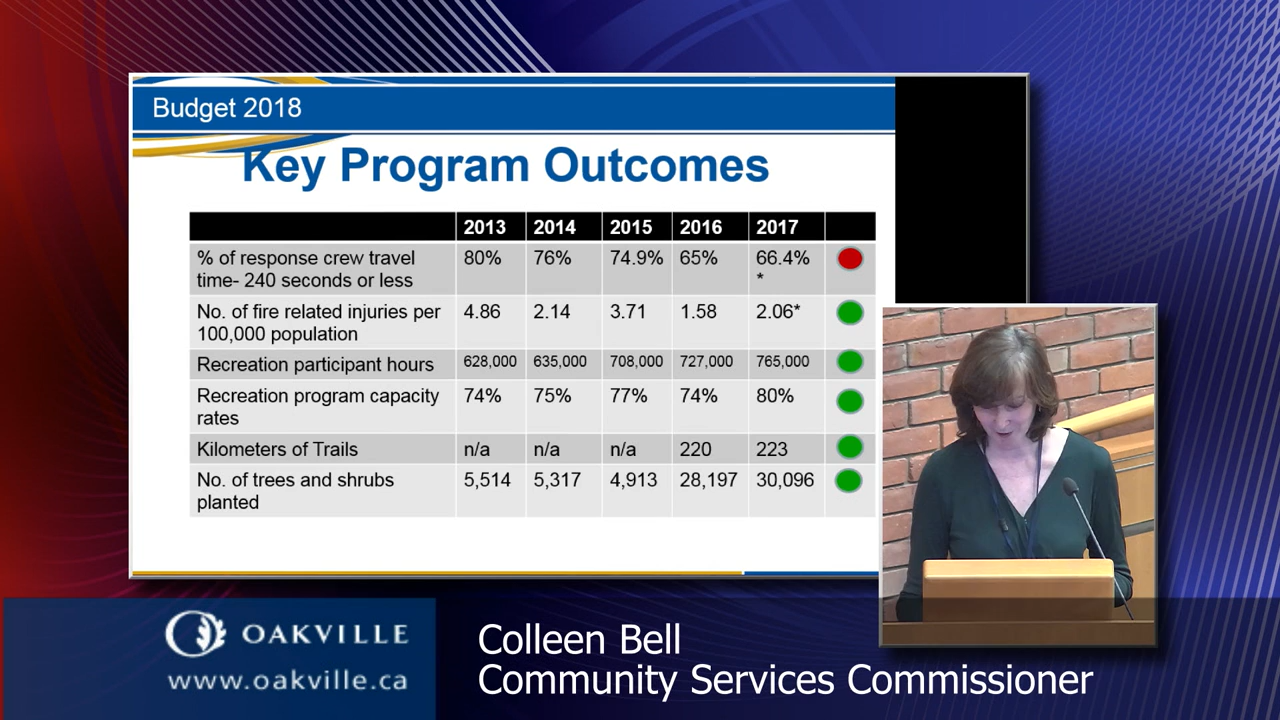 Budget 2018
Key Program Outcomes
2013 2014 2015 2016 2017
% of response crew travel time- 240 seconds or less 80% 76% 74.9% 65% 66.4% *
No. of fire related injuries per 100,000 population 4.86 2.14 3.71 1.58 2.06*
Recreation participant hours 628,000 635,000 708,000 727,000 765,000
Recreation program capacity rates 74% 75% 77% 74% 80%
Kilometers of Trails n/a n/a n/a 220 223
No. of trees and shrubs planted 5,514 5,317 4,913 28,197 30,096
OAKVILLE
www.oakville.ca
Colleen Bell
Community Services Commissioner